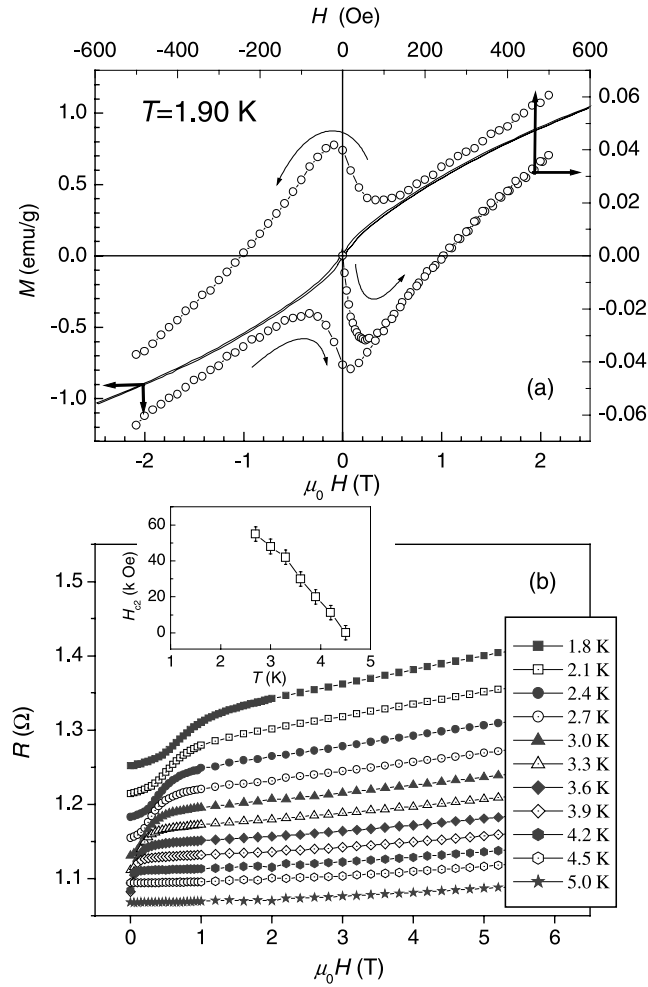 H (Oe)
-600 -400 -200 0 200 400 600
T=1.90 K
M (emu/g)
1.0
0.5
0.0
-0.5
-1.0
0.06
0.04
0.02
0.00
-0.02
-0.04
-0.06
(a)
-2 -1 0 1 2
μ0 H (T)
(b)
H c2 (k Oe)
60
40
20
0
1 2 3 4 5
T (K)
R (Ω)
1.5
1.4
1.3
1.2
1.1
1.8 K
2.1 K
2.4 K
2.7 K
3.0 K
3.3 K
3.6 K
3.9 K
4.2 K
4.5 K
5.0 K
0 1 2 3 4 5 6
μ0H (T)